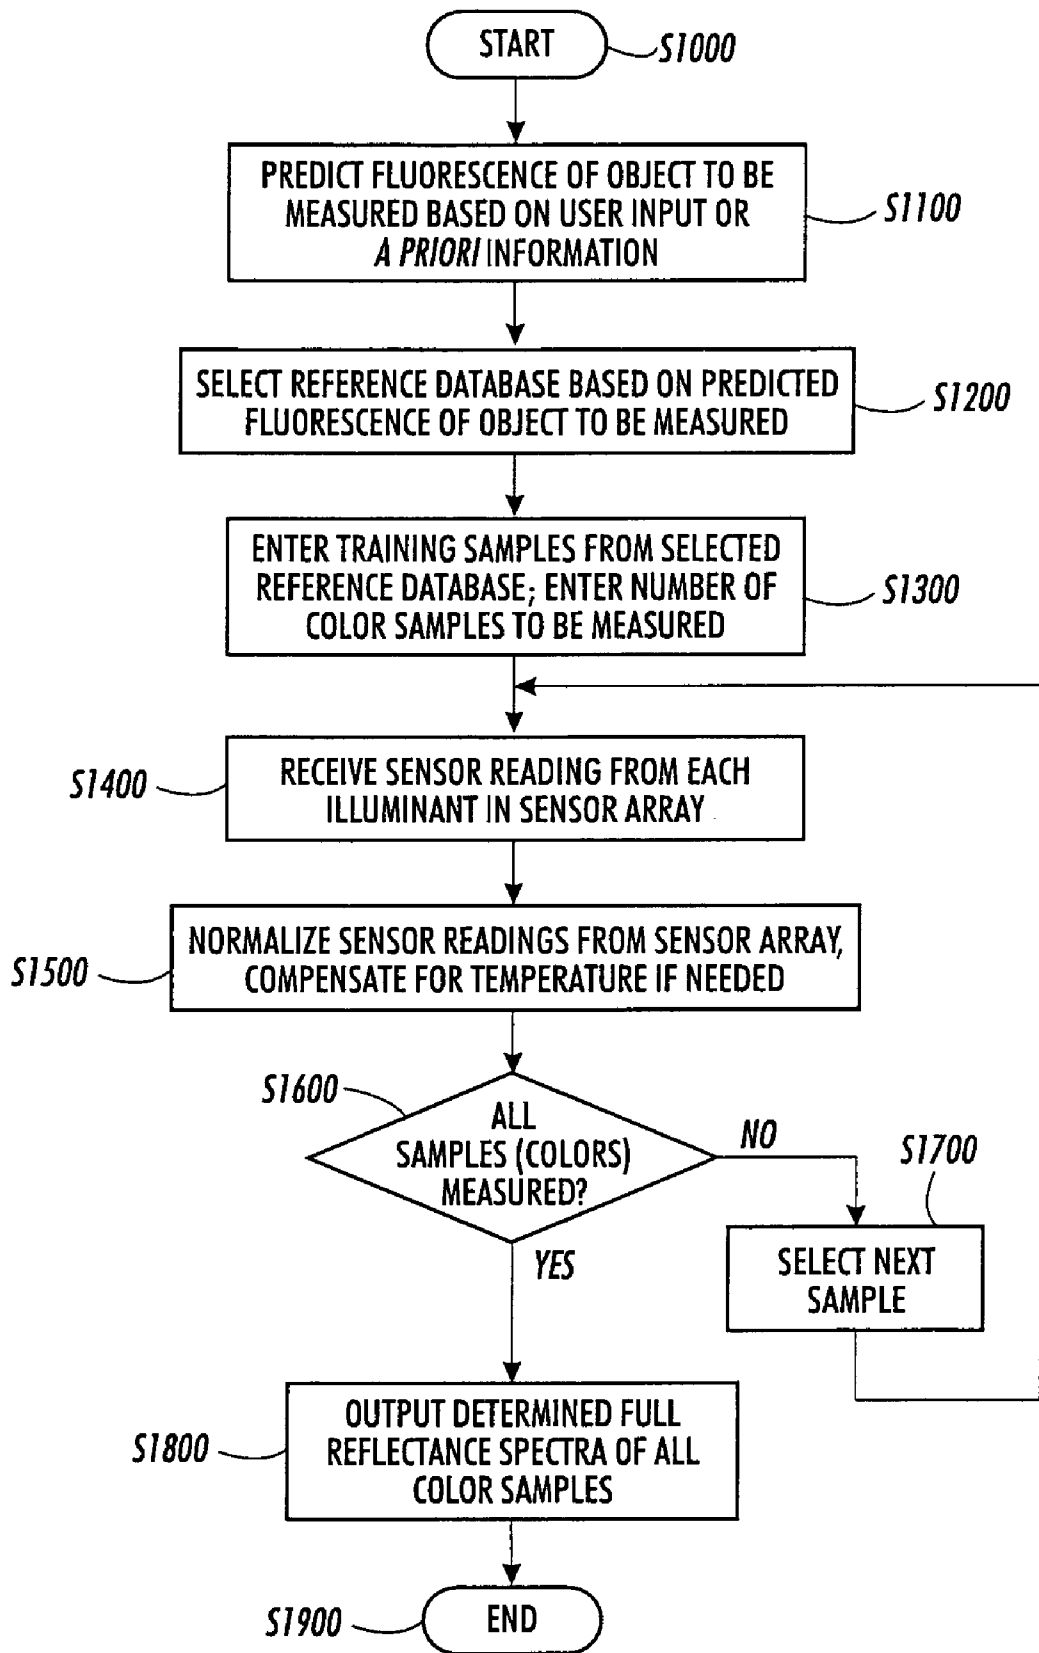 START
S1000
PREDICT FLUORESCENCE OF OBJECT TO BE
MEASURED BASED ON USER INPUT OR
A PRIORI INFORMATION
S1100
SELECT REFERENCE DATABASE BASED ON PREDICTED
FLUORESCENCE OF OBJECT TO BE MEASURED
S1200
ENTER TRAINING SAMPLES FROM SELECTED
REFERENCE DATABASE; ENTER NUMBER OF
COLOR SAMPLES TO BE MEASURED
S1300
S1400
RECEIVE SENSOR READING FROM EACH
ILLUMINANT IN SENSOR ARRAY
S1500
NORMALIZE SENSOR READINGS FROM SENSOR ARRAY,
COMPENSATE FOR TEMPERATURE IF NEEDED
S1600
ALL
SAMPLES (COLORS)
MEASURED?
NO
S1700
YES
SELECT NEXT
SAMPLE
S1800
OUTPUT DETERMINED FULL
REFLECTANCE SPECTRA OF ALL
COLOR SAMPLES
S1900
END